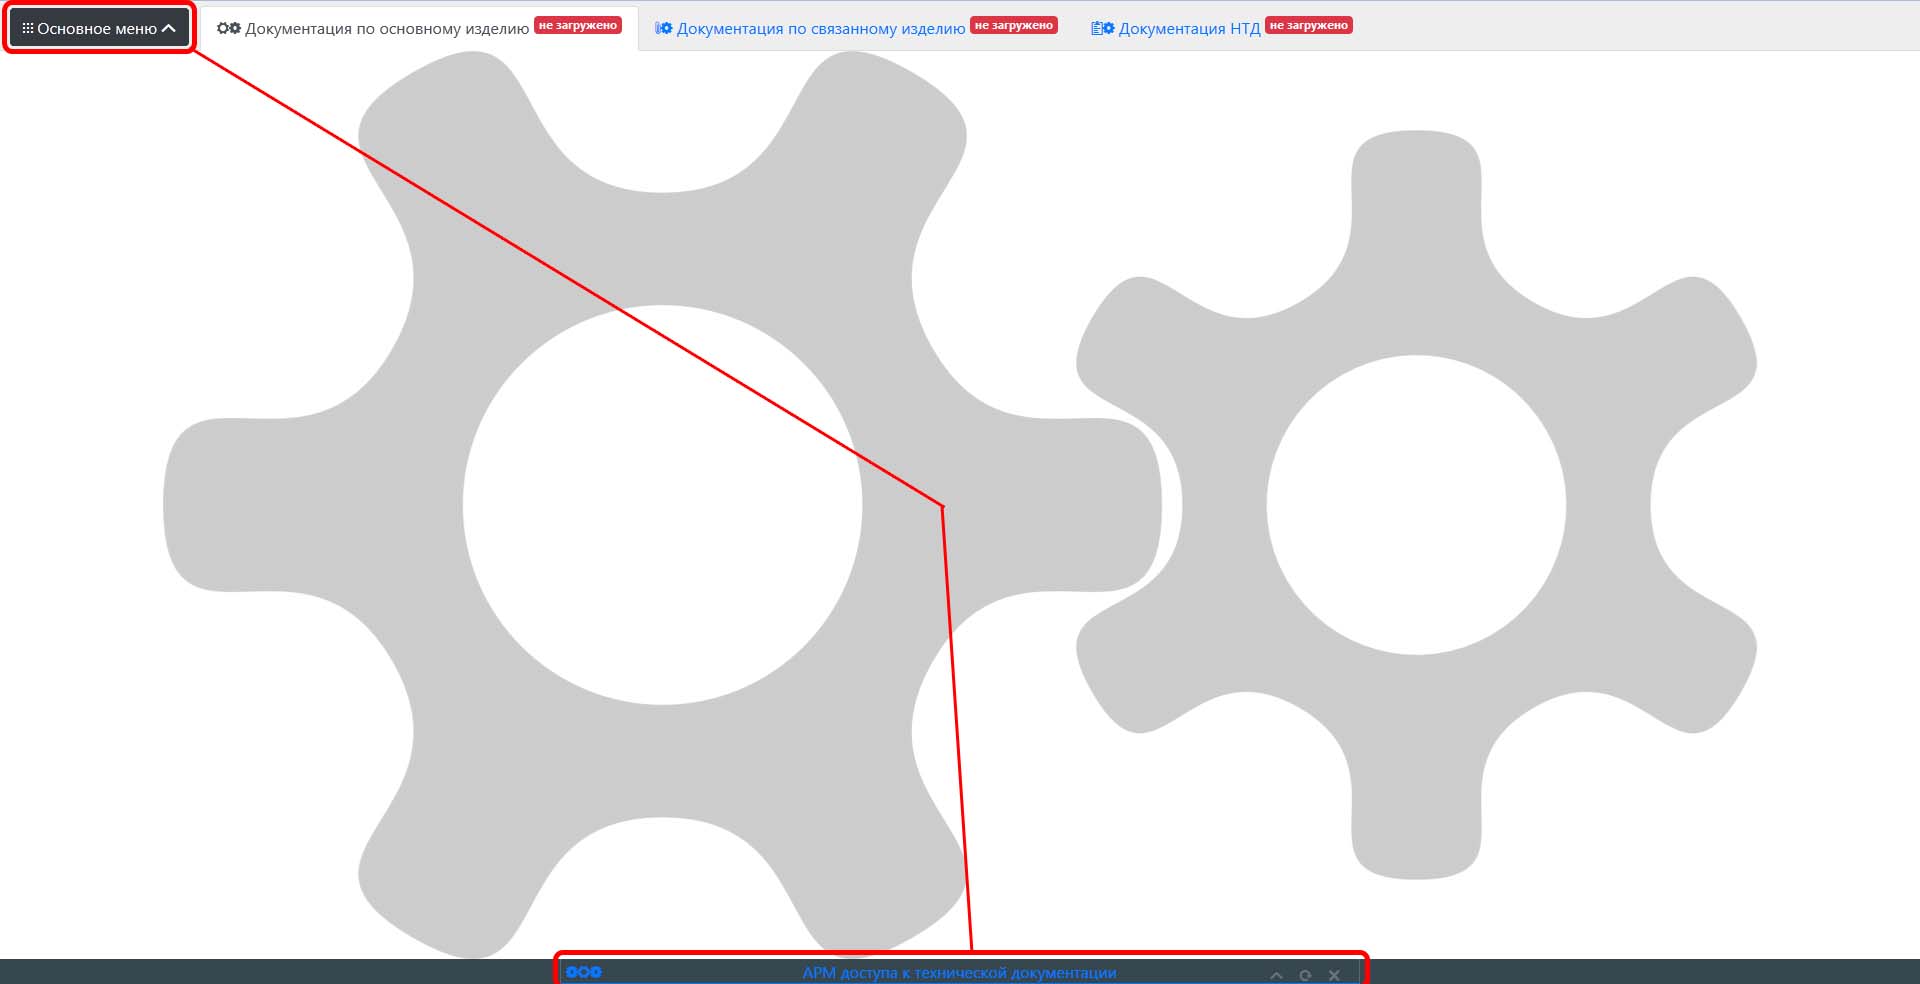 Основное меню
Документация по основному изделию не загружено
Документация по связанному изделию не загружено
Документация НТД не загружено
АРМ доступа к технической документации